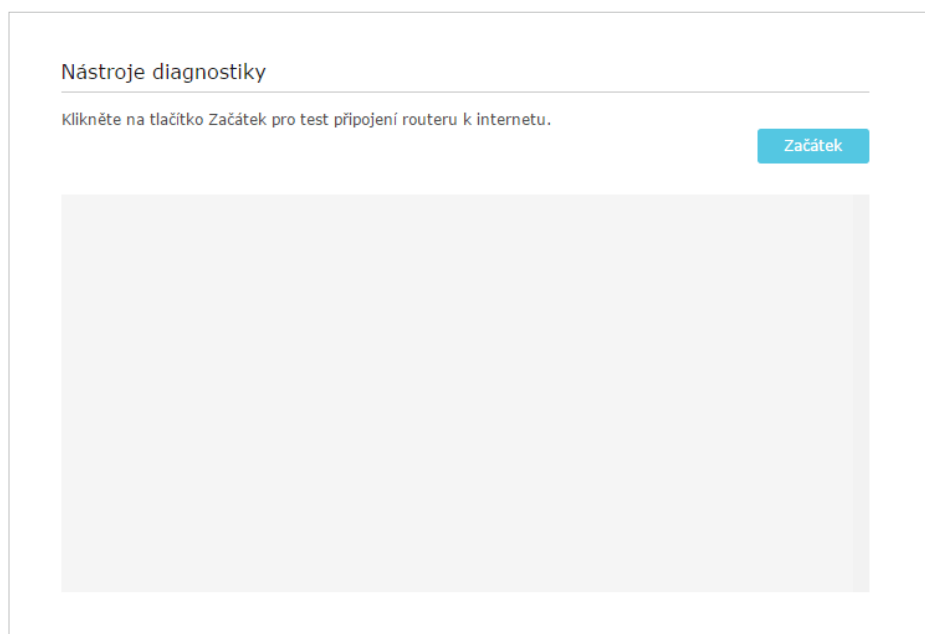 Nástroje diagnostiky
Klikněte na tlačítko Začátek pro test připojení routeru k internetu.
Začátek